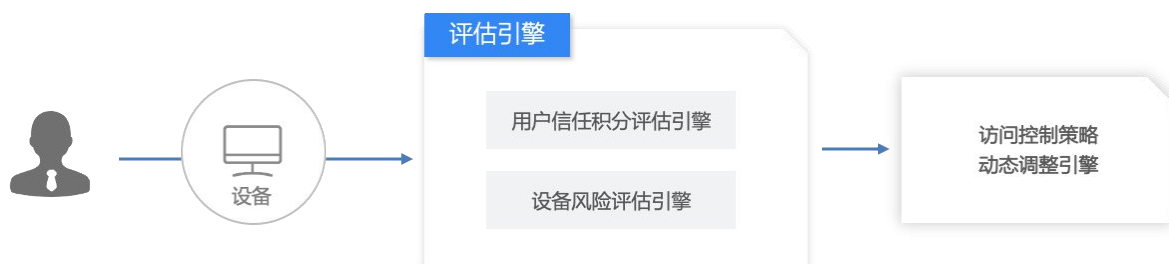 评估引擎
用户信任积分评估引擎
设备
设备风险评估引擎
访问控制策略
动态调整引擎